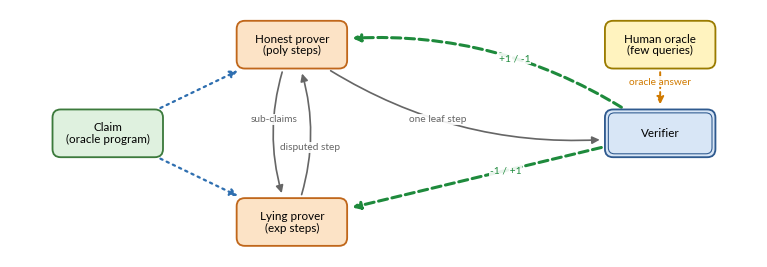 Honest prover
(poly steps)
Human oracle
(few queries)
+1 / -1
oracle answer
sub-claims
one leaf step
Claim
(oracle program)
Verifier
disputed step
-1 / +1
Lying prover
(exp steps)